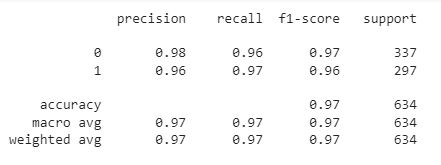 precision recall f1-score support
0 0.98 0.96 0.97 337
1 0.96 0.97 0.96 297
accuracy 0.97 634
macro avg 0.97 0.97 0.97 634
weighted avg 0.97 0.97 0.97 634